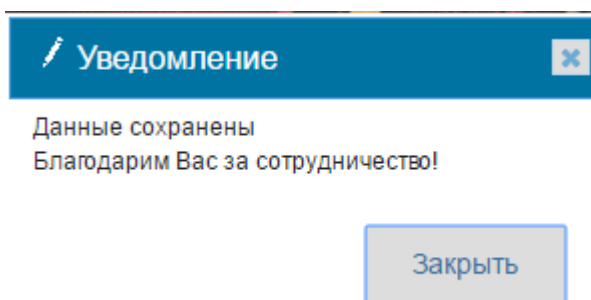 Уведомление
Данные сохранены
Благодарим Вас за сотрудничество!
Закрыть